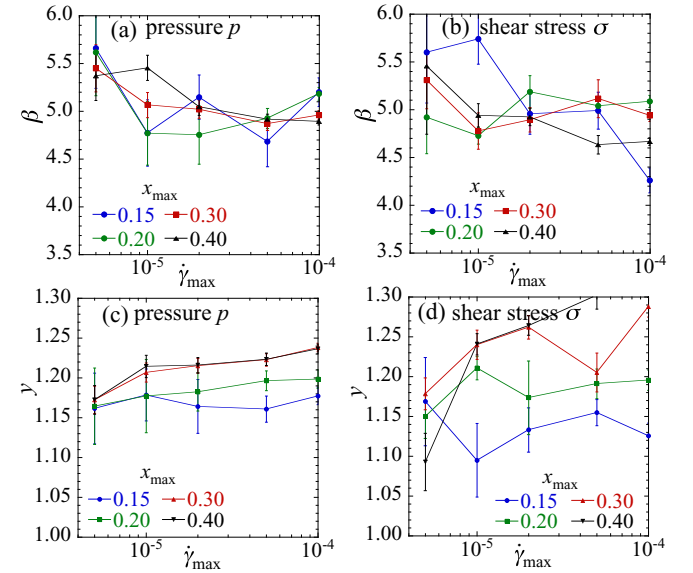 (a) pressure p
6.0
5.5
5.0
4.5
4.0
3.5
β
x_max
0.15 0.30
0.20 0.40
10⁻⁵ 10⁻⁴
γ̇_max
(b) shear stress σ
6.0
5.5
5.0
4.5
4.0
3.5
β
x_max
0.15 0.30
0.20 0.40
10⁻⁵ 10⁻⁴
γ̇_max
(c) pressure p
1.30
1.25
1.20
1.15
1.10
1.05
1.00
y
x_max
0.15 0.30
0.20 0.40
10⁻⁵ 10⁻⁴
γ̇_max
(d) shear stress σ
1.30
1.25
1.20
1.15
1.10
1.05
1.00
y
x_max
0.15 0.30
0.20 0.40
10⁻⁵ 10⁻⁴
γ̇_max